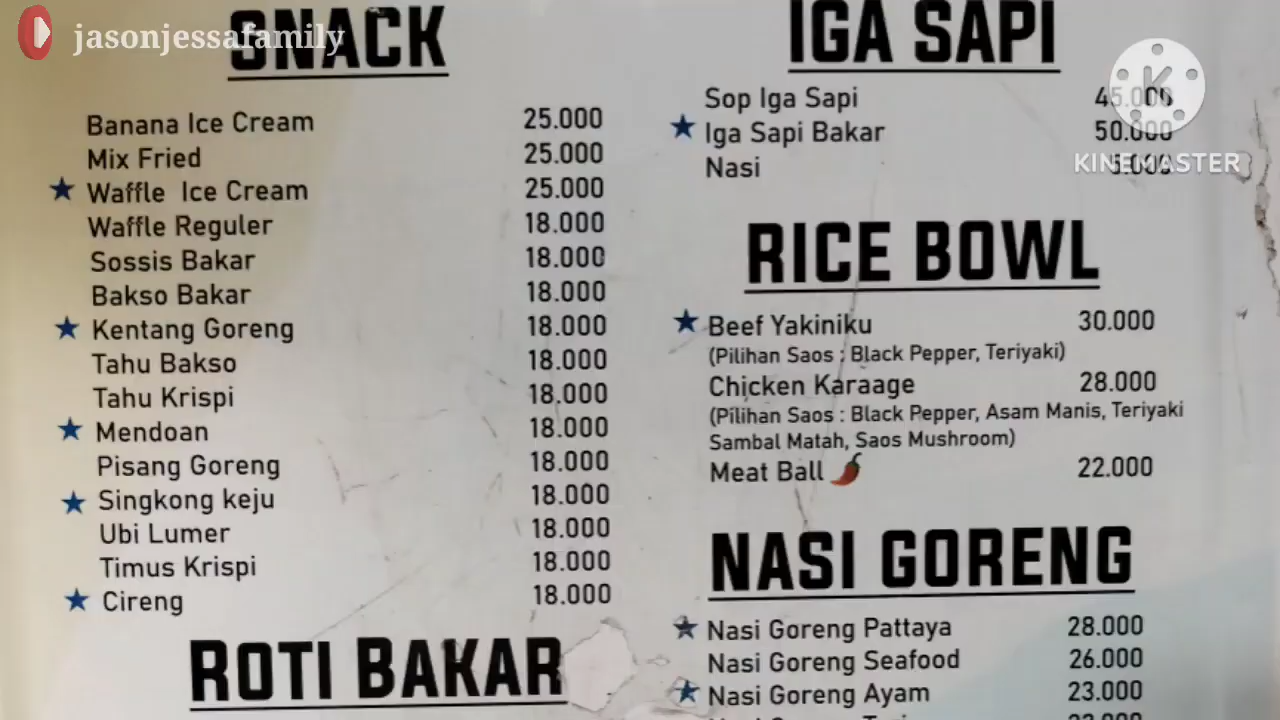 jasonjessafamily
SNACK
Banana Ice Cream 25.000
Mix Fried 25.000
Waffle Ice Cream 25.000
Waffle Reguler 18.000
Sossis Bakar 18.000
Bakso Bakar 18.000
Kentang Goreng 18.000
Tahu Bakso 18.000
Tahu Krispi 18.000
Mendoan 18.000
Pisang Goreng 18.000
Singkong keju 18.000
Ubi Lumer 18.000
Timus Krispi 18.000
Cireng 18.000
ROTI BAKAR
IGA SAPI
Sop Iga Sapi 45.000
Iga Sapi Bakar 50.000
Nasi
KINEMASTER
RICE BOWL
Beef Yakiniku 30.000
(Pilihan Saos : Black Pepper, Teriyaki)
Chicken Karaage 28.000
(Pilihan Saos : Black Pepper, Asam Manis, Teriyaki
Sambal Matah, Saos Mushroom)
Meat Ball 22.000
NASI GORENG
Nasi Goreng Pattaya 28.000
Nasi Goreng Seafood 26.000
Nasi Goreng Ayam 23.000